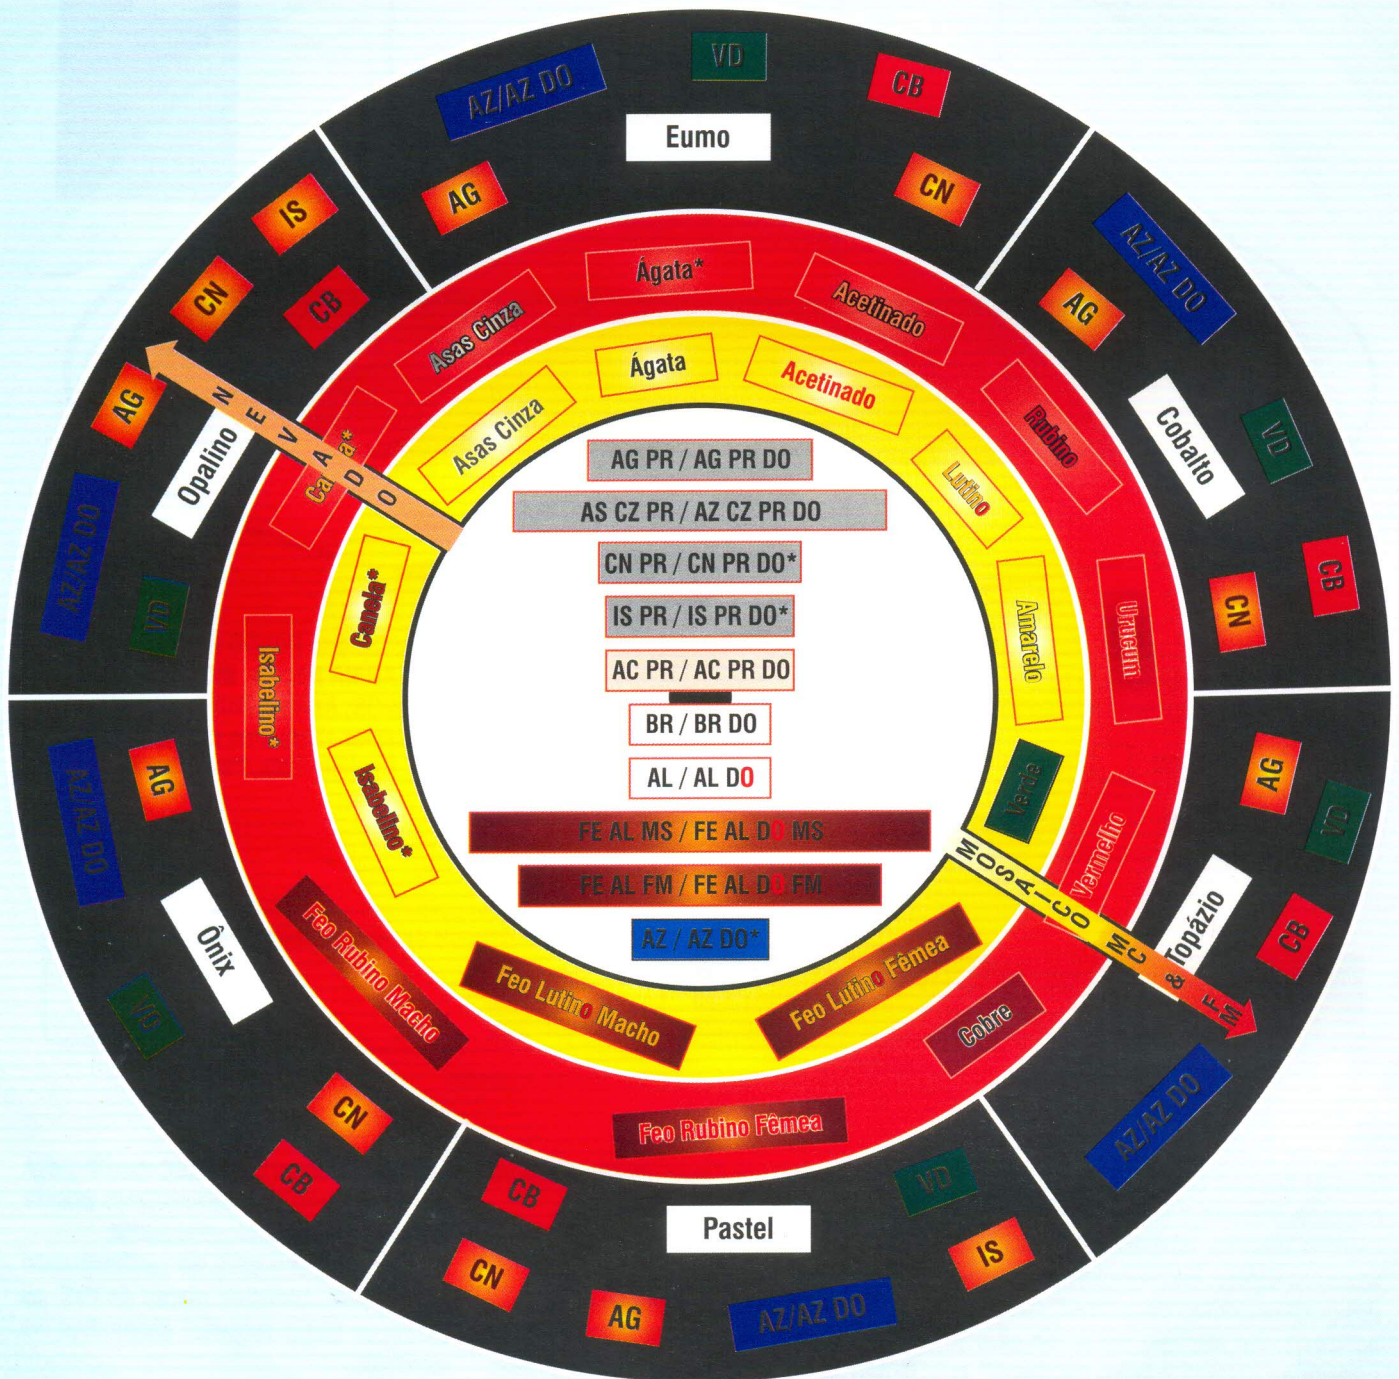 Eumo
AZ/AZ DO
VD
CB
AG
CN
Cobalto
AZ/AZ DO
AG
VD
CB
CN
& Topázio
AG
VD
CB
AZ/AZ DO
Pastel
VD
IS
AZ/AZ DO
AG
CN
CB
Ônix
AG
AZ/AZ DO
VD
CN
CB
Opalino
IS
CN
CB
AG
AZ/AZ DO
VD
NEVADO
MOSAICO MC FM
Ágata*
Acetinado
Rubino
Urucum
Vermelho
Cobre
Feo Rubino Fêmea
Feo Rubino Macho
Isabelino*
Asas Cinza
Ágata
Acetinado
Lutino
Amarelo
Verde
Feo Lutino Fêmea
Feo Lutino Macho
Isabelino*
Canela*
Asas Cinza
AG PR / AG PR DO
AS CZ PR / AZ CZ PR DO
CN PR / CN PR DO*
IS PR / IS PR DO*
AC PR / AC PR DO
BR / BR DO
AL / AL DO
FE AL MS / FE AL DO MS
FE AL FM / FE AL DO FM
AZ / AZ DO*